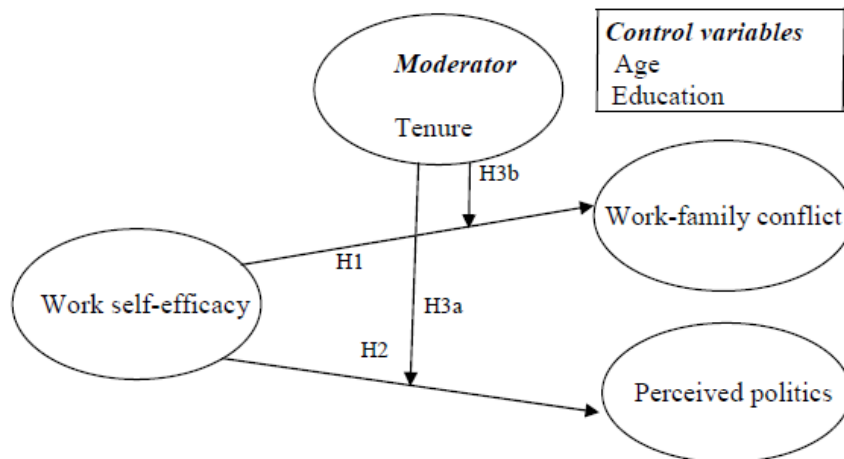 Moderator
Tenure
Control variables
Age
Education
H3b
Work-family conflict
H1
Work self-efficacy
H3a
H2
Perceived politics